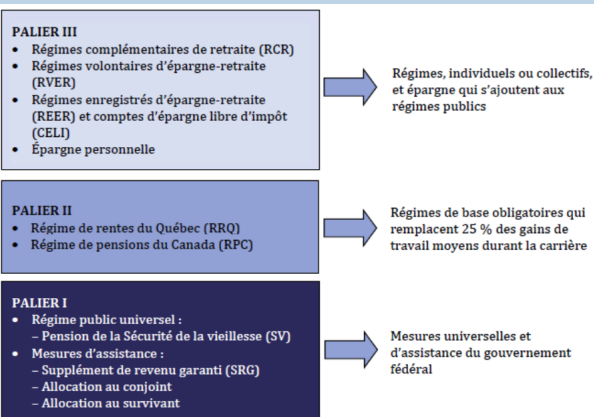 PALIER III
• Régimes complémentaires de retraite (RCR)
• Régimes volontaires d'épargne-retraite
(RVER)
• Régimes enregistrés d'épargne-retraite
(REER) et comptes d'épargne libre d'impôt
(CELI)
• Épargne personnelle
Régimes, individuels ou collectifs,
et épargne qui s'ajoutent aux
régimes publics
PALIER II
• Régime de rentes du Québec (RRQ)
• Régime de pensions du Canada (RPC)
Régimes de base obligatoires qui
remplacent 25 % des gains de
travail moyens durant la carrière
PALIER I
• Régime public universel :
– Pension de la Sécurité de la vieillesse (SV)
• Mesures d'assistance :
– Supplément de revenu garanti (SRG)
– Allocation au conjoint
– Allocation au survivant
Mesures universelles et
d'assistance du gouvernement
fédéral